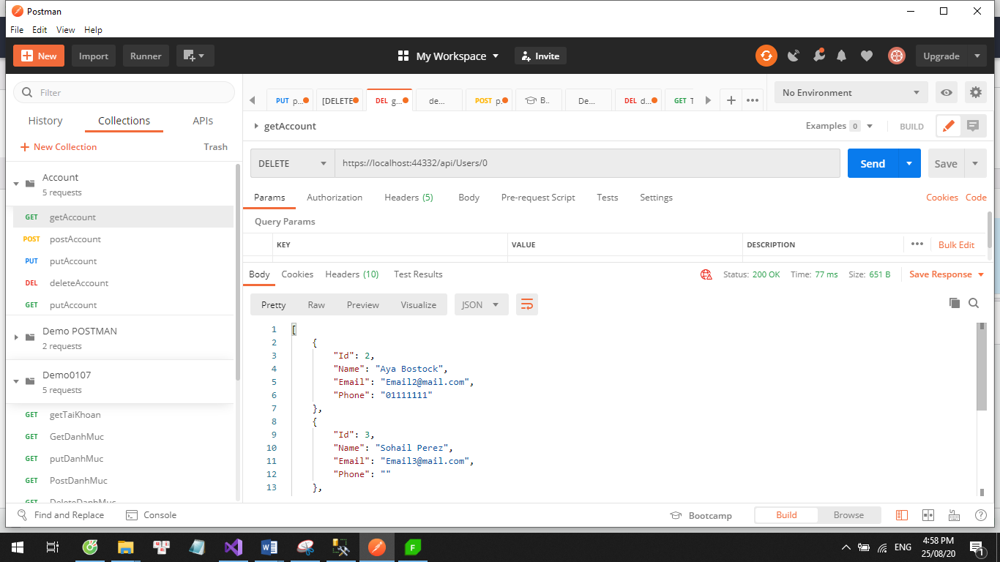 Postman
File Edit View Help
New Import Runner My Workspace Invite Upgrade
Filter
History Collections APIs
New Collection Trash
Account
5 requests
GET getAccount
POST postAccount
PUT putAccount
DEL deleteAccount
GET putAccount
Demo POSTMAN
2 requests
Demo0107
5 requests
GET getTaiKhoan
GET GetDanhMuc
GET putDanhMuc
GET PostDanhMuc
GET DeleteDanhMuc
PUT p... [DELETE DEL g... de... POST p. B.. De... DEL d... GET T
No Environment
getAccount Examples 0 BUILD
DELETE https://localhost:44332/api/Users/0 Send Save
Params Authorization Headers (5) Body Pre-request Script Tests Settings Cookies Code
Query Params
KEY VALUE DESCRIPTION Bulk Edit
Body Cookies Headers (10) Test Results Status: 200 OK Time: 77 ms Size: 651 B Save Response
Pretty Raw Preview Visualize JSON
1 [
2 {
3 "Id": 2,
4 "Name": "Aya Bostock",
5 "Email": "Email2@mail.com",
6 "Phone": "01111111"
7 },
8 {
9 "Id": 3,
10 "Name": "Sohail Perez",
11 "Email": "Email3@mail.com",
12 "Phone": ""
13 },
Find and Replace Console Bootcamp Build Browse
ENG 4:58 PM
25/08/20 1